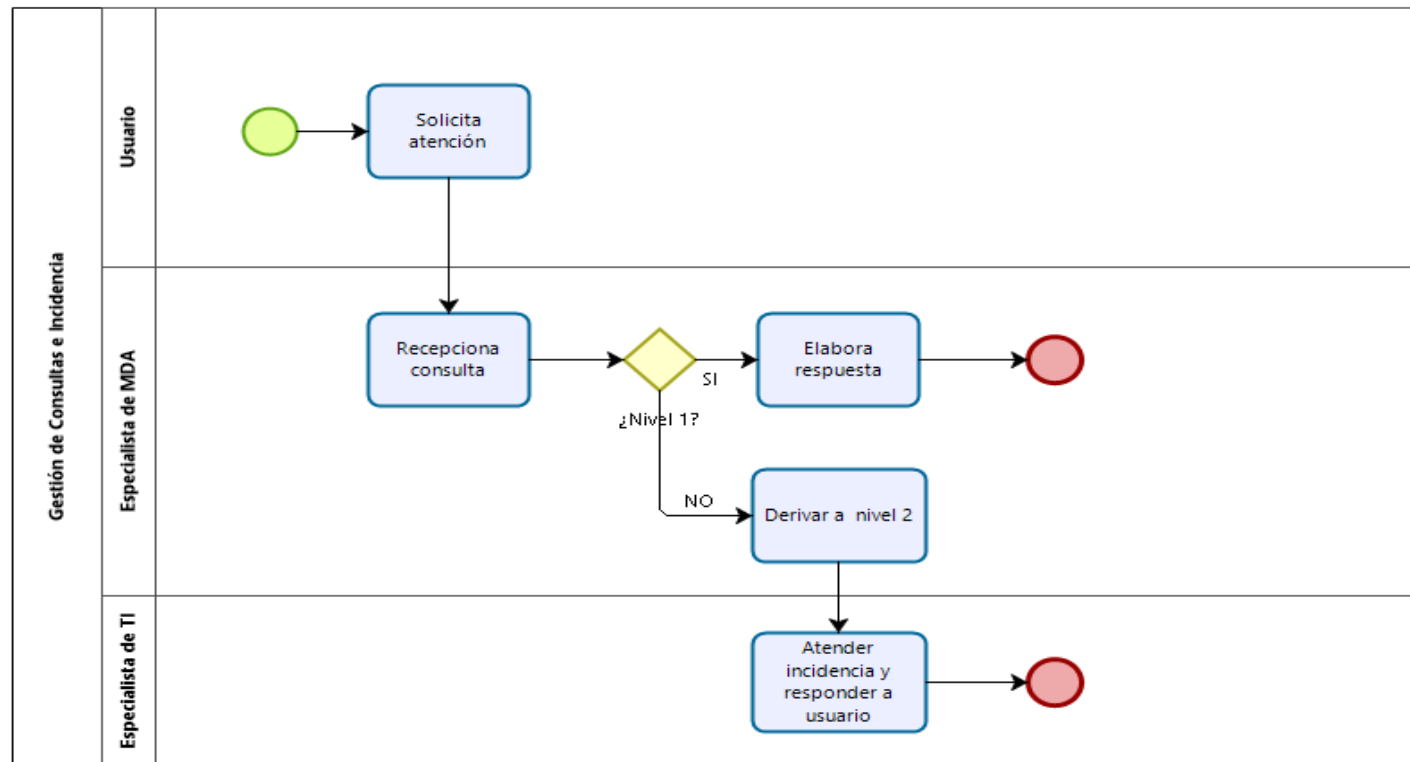 Gestión de Consultas e Incidencia
Usuario
Solicita
atención
Especialista de MDA
Recepciona
consulta
¿Nivel 1?
SI
Elabora
respuesta
NO
Derivar a nivel 2
Especialista de TI
Atender
incidencia y
responder a
usuario